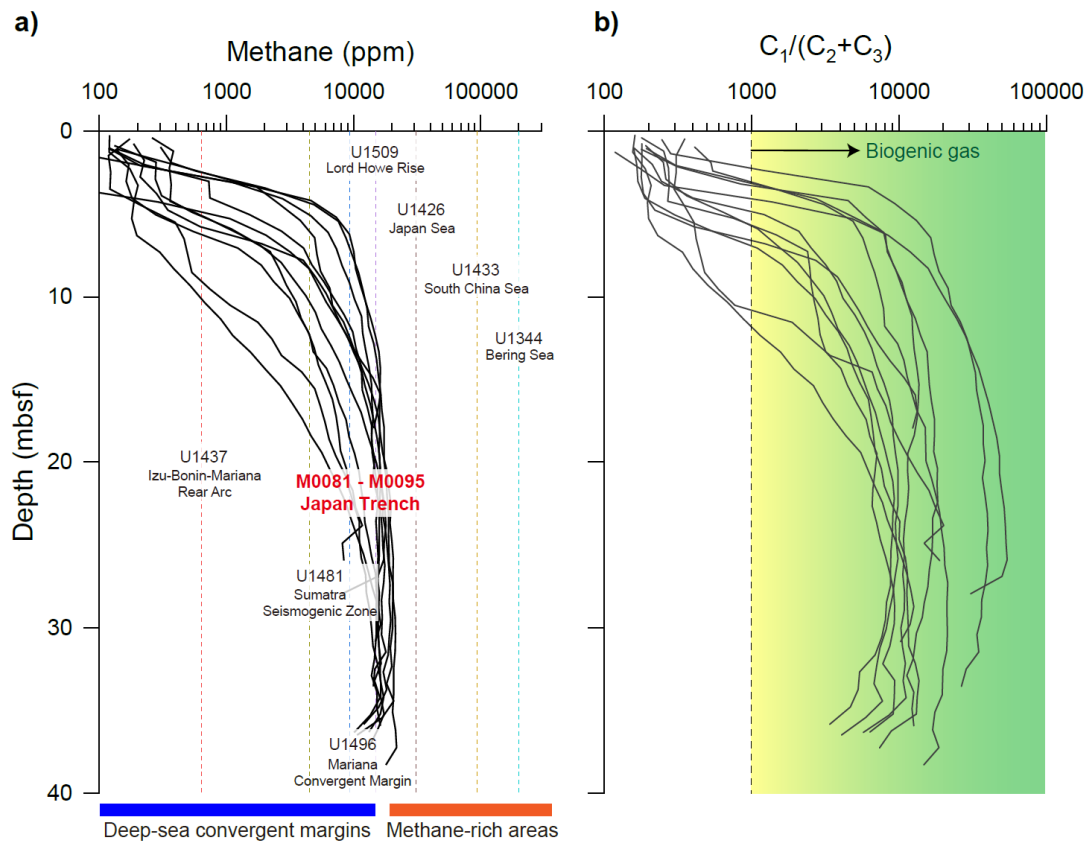 a)
Methane (ppm)
100 1000 10000 100000
0
10
20
30
40
Depth (mbsf)
U1509
Lord Howe Rise
U1426
Japan Sea
U1433
South China Sea
U1344
Bering Sea
U1437
Izu-Bonin-Mariana
Rear Arc
M0081 - M0095
Japan Trench
U1481
Sumatra
Seismogenic Zone
U1496
Mariana
Convergent Margin
Deep-sea convergent margins
Methane-rich areas
b)
C₁/(C₂+C₃)
100 1000 10000 100000
Biogenic gas